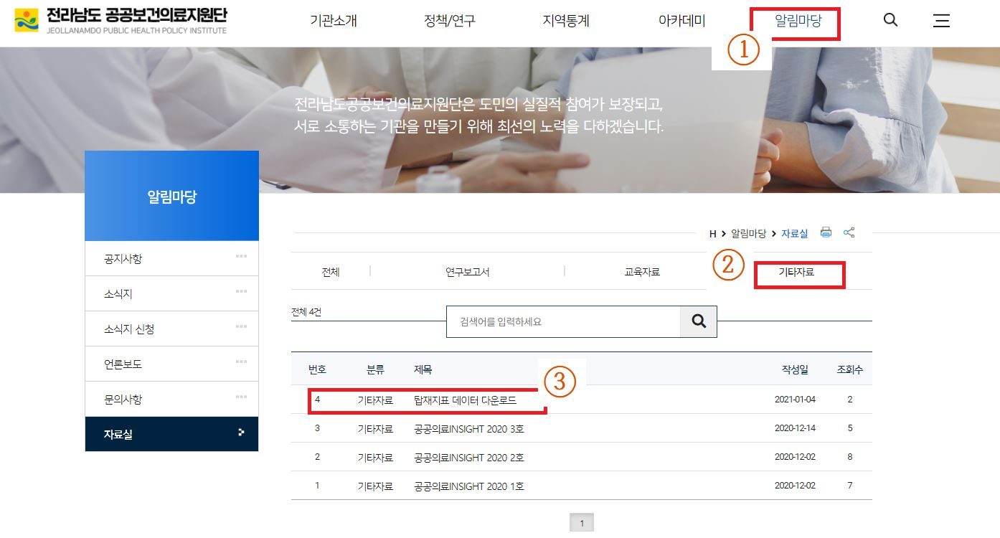 전라남도 공공보건의료지원단
JEOLLANAMDO PUBLIC HEALTH POLICY INSTITUTE
기관소개 정책/연구 지역통계 아카데미 알림마당
①
전라남도공공보건의료지원단은 도민의 실질적 참여가 보장되고,
서로 소통하는 기관을 만들기 위해 최선의 노력을 다하겠습니다.
알림마당
공지사항
소식지
소식지 신청
언론보도
문의사항
자료실
H > 알림마당 > 자료실
②
전체 | 연구보고서 | 교육자료 기타자료
전체 4건
검색어를 입력하세요
③
번호 분류 제목 작성일 조회수
4 기타자료 탑재지표 데이터 다운로드 2021-01-04 2
3 기타자료 공공의료INSIGHT 2020 3호 2020-12-14 5
2 기타자료 공공의료INSIGHT 2020 2호 2020-12-02 8
1 기타자료 공공의료INSIGHT 2020 1호 2020-12-02 7
1